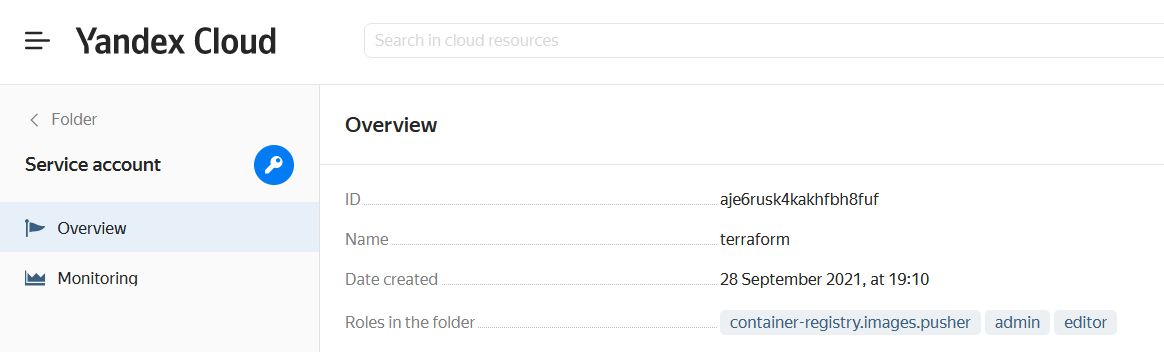 Yandex Cloud
Search in cloud resources
Folder
Service account
Overview
Monitoring
Overview
ID aje6rusk4kakhfbh8fuf
Name terraform
Date created 28 September 2021, at 19:10
Roles in the folder container-registry.images.pusher admin editor